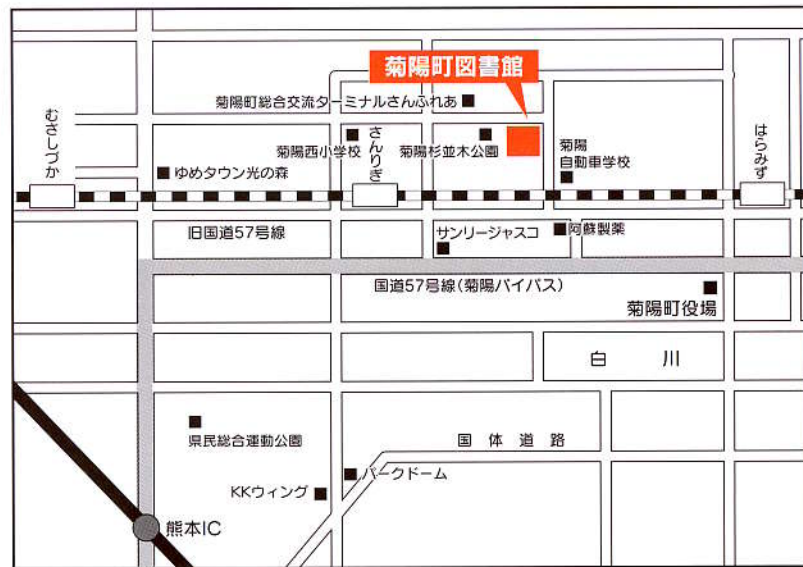 菊陽町図書館
菊陽町総合交流ターミナルさんふれあ
むさしづか
菊陽西小学校
さんりぎ
菊陽杉並木公園
菊陽
自動車学校
はらみず
ゆめタウン光の森
旧国道57号線
サンリージャスコ
阿蘇製薬
国道57号線(菊陽バイパス)
菊陽町役場
白川
県民総合運動公園
国体道路
パークドーム
KKウィング
熊本IC